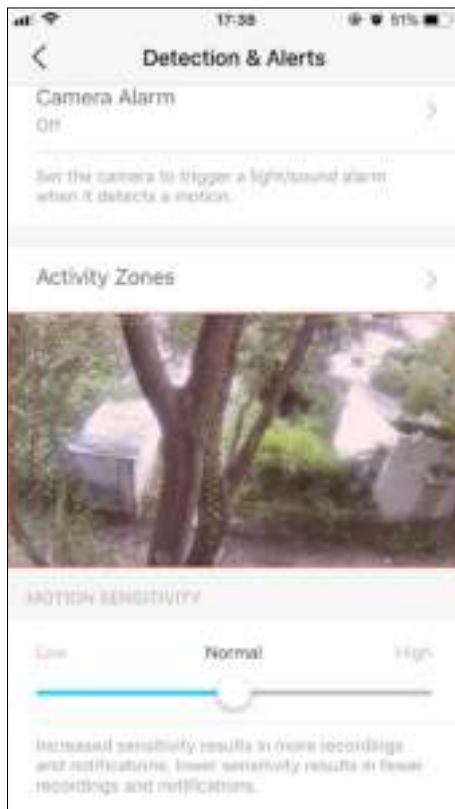 17:38 51%
Detection & Alerts
Camera Alarm
Off
Set the camera to trigger a light/sound alarm
when it detects a motion.
Activity Zones
MOTION SENSITIVITY
Low Normal High
Increased sensitivity results in more recordings
and notifications, lower sensitivity results in fewer
recordings and notifications.